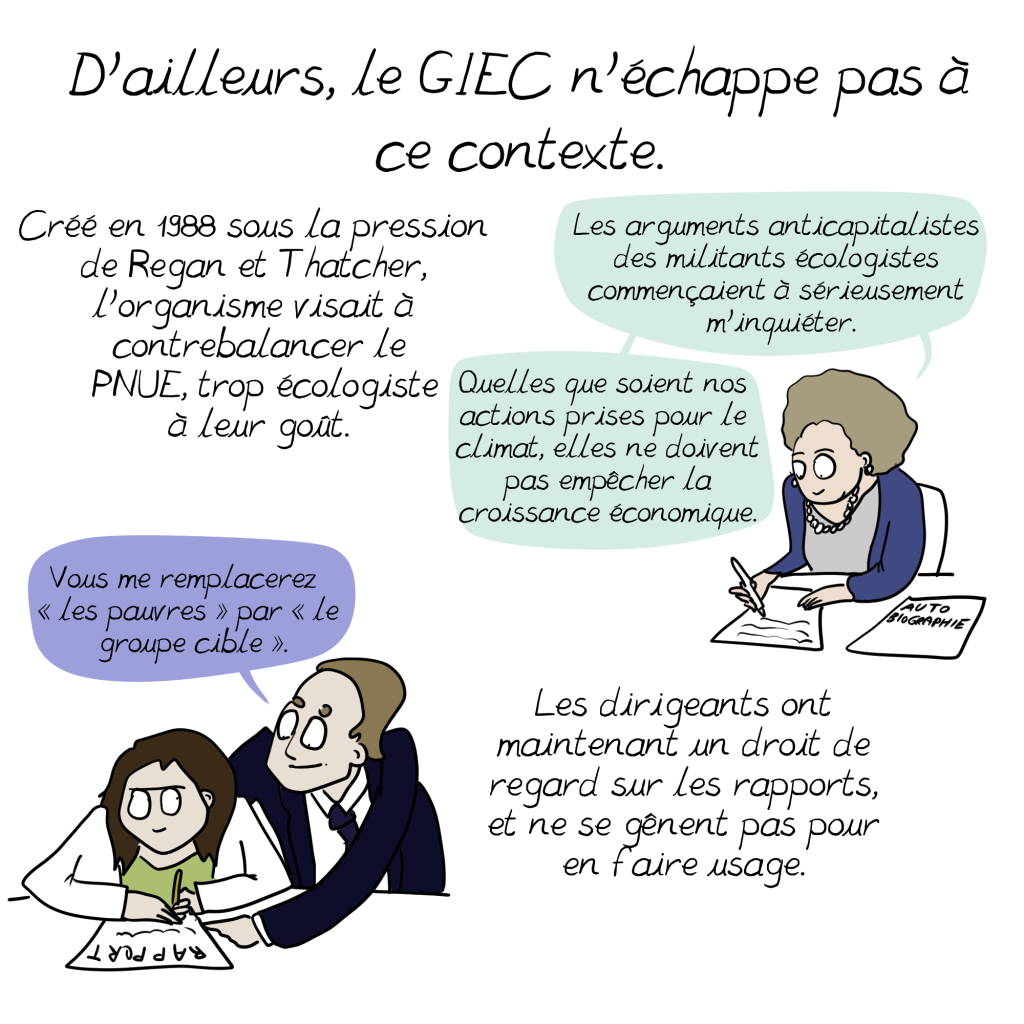 D'ailleurs, le GIEC n'échappe pas à
ce contexte.
Créé en 1988 sous la pression
de Regan et Thatcher,
l'organisme visait à
contrebalancer le
PNUE, trop écologiste
à leur goût.
Les arguments anticapitalistes
des militants écologistes
commençaient à sérieusement
m'inquiéter.
Quelles que soient nos
actions prises pour le
climat, elles ne doivent
pas empêcher la
croissance économique.
AUTO
BIOGRAPHIE
Vous me remplacerez
« les pauvres » par « le
groupe cible ».
RAPPORT
Les dirigeants ont
maintenant un droit de
regard sur les rapports,
et ne se gênent pas pour
en faire usage.